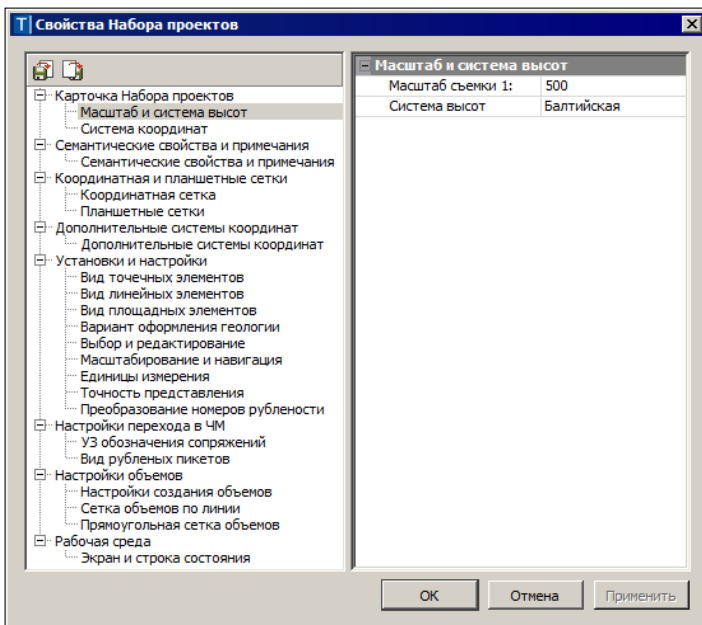 T Свойства Набора проектов
Карточка Набора проектов
Масштаб и система высот
Система координат
Семантические свойства и примечания
Семантические свойства и примечания
Координатная и планшетные сетки
Координатная сетка
Планшетные сетки
Дополнительные системы координат
Дополнительные системы координат
Установки и настройки
Вид точечных элементов
Вид линейных элементов
Вид площадных элементов
Вариант оформления геологии
Выбор и редактирование
Масштабирование и навигация
Единицы измерения
Точность представления
Преобразование номеров рублености
Настройки перехода в ЧМ
УЗ обозначения сопряжений
Вид рубленых пикетов
Настройки объемов
Настройки создания объемов
Сетка объемов по линии
Прямоугольная сетка объемов
Рабочая среда
Экран и строка состояния
Масштаб и система высот
Масштаб съемки 1: 500
Система высот Балтийская
OK Отмена Применить